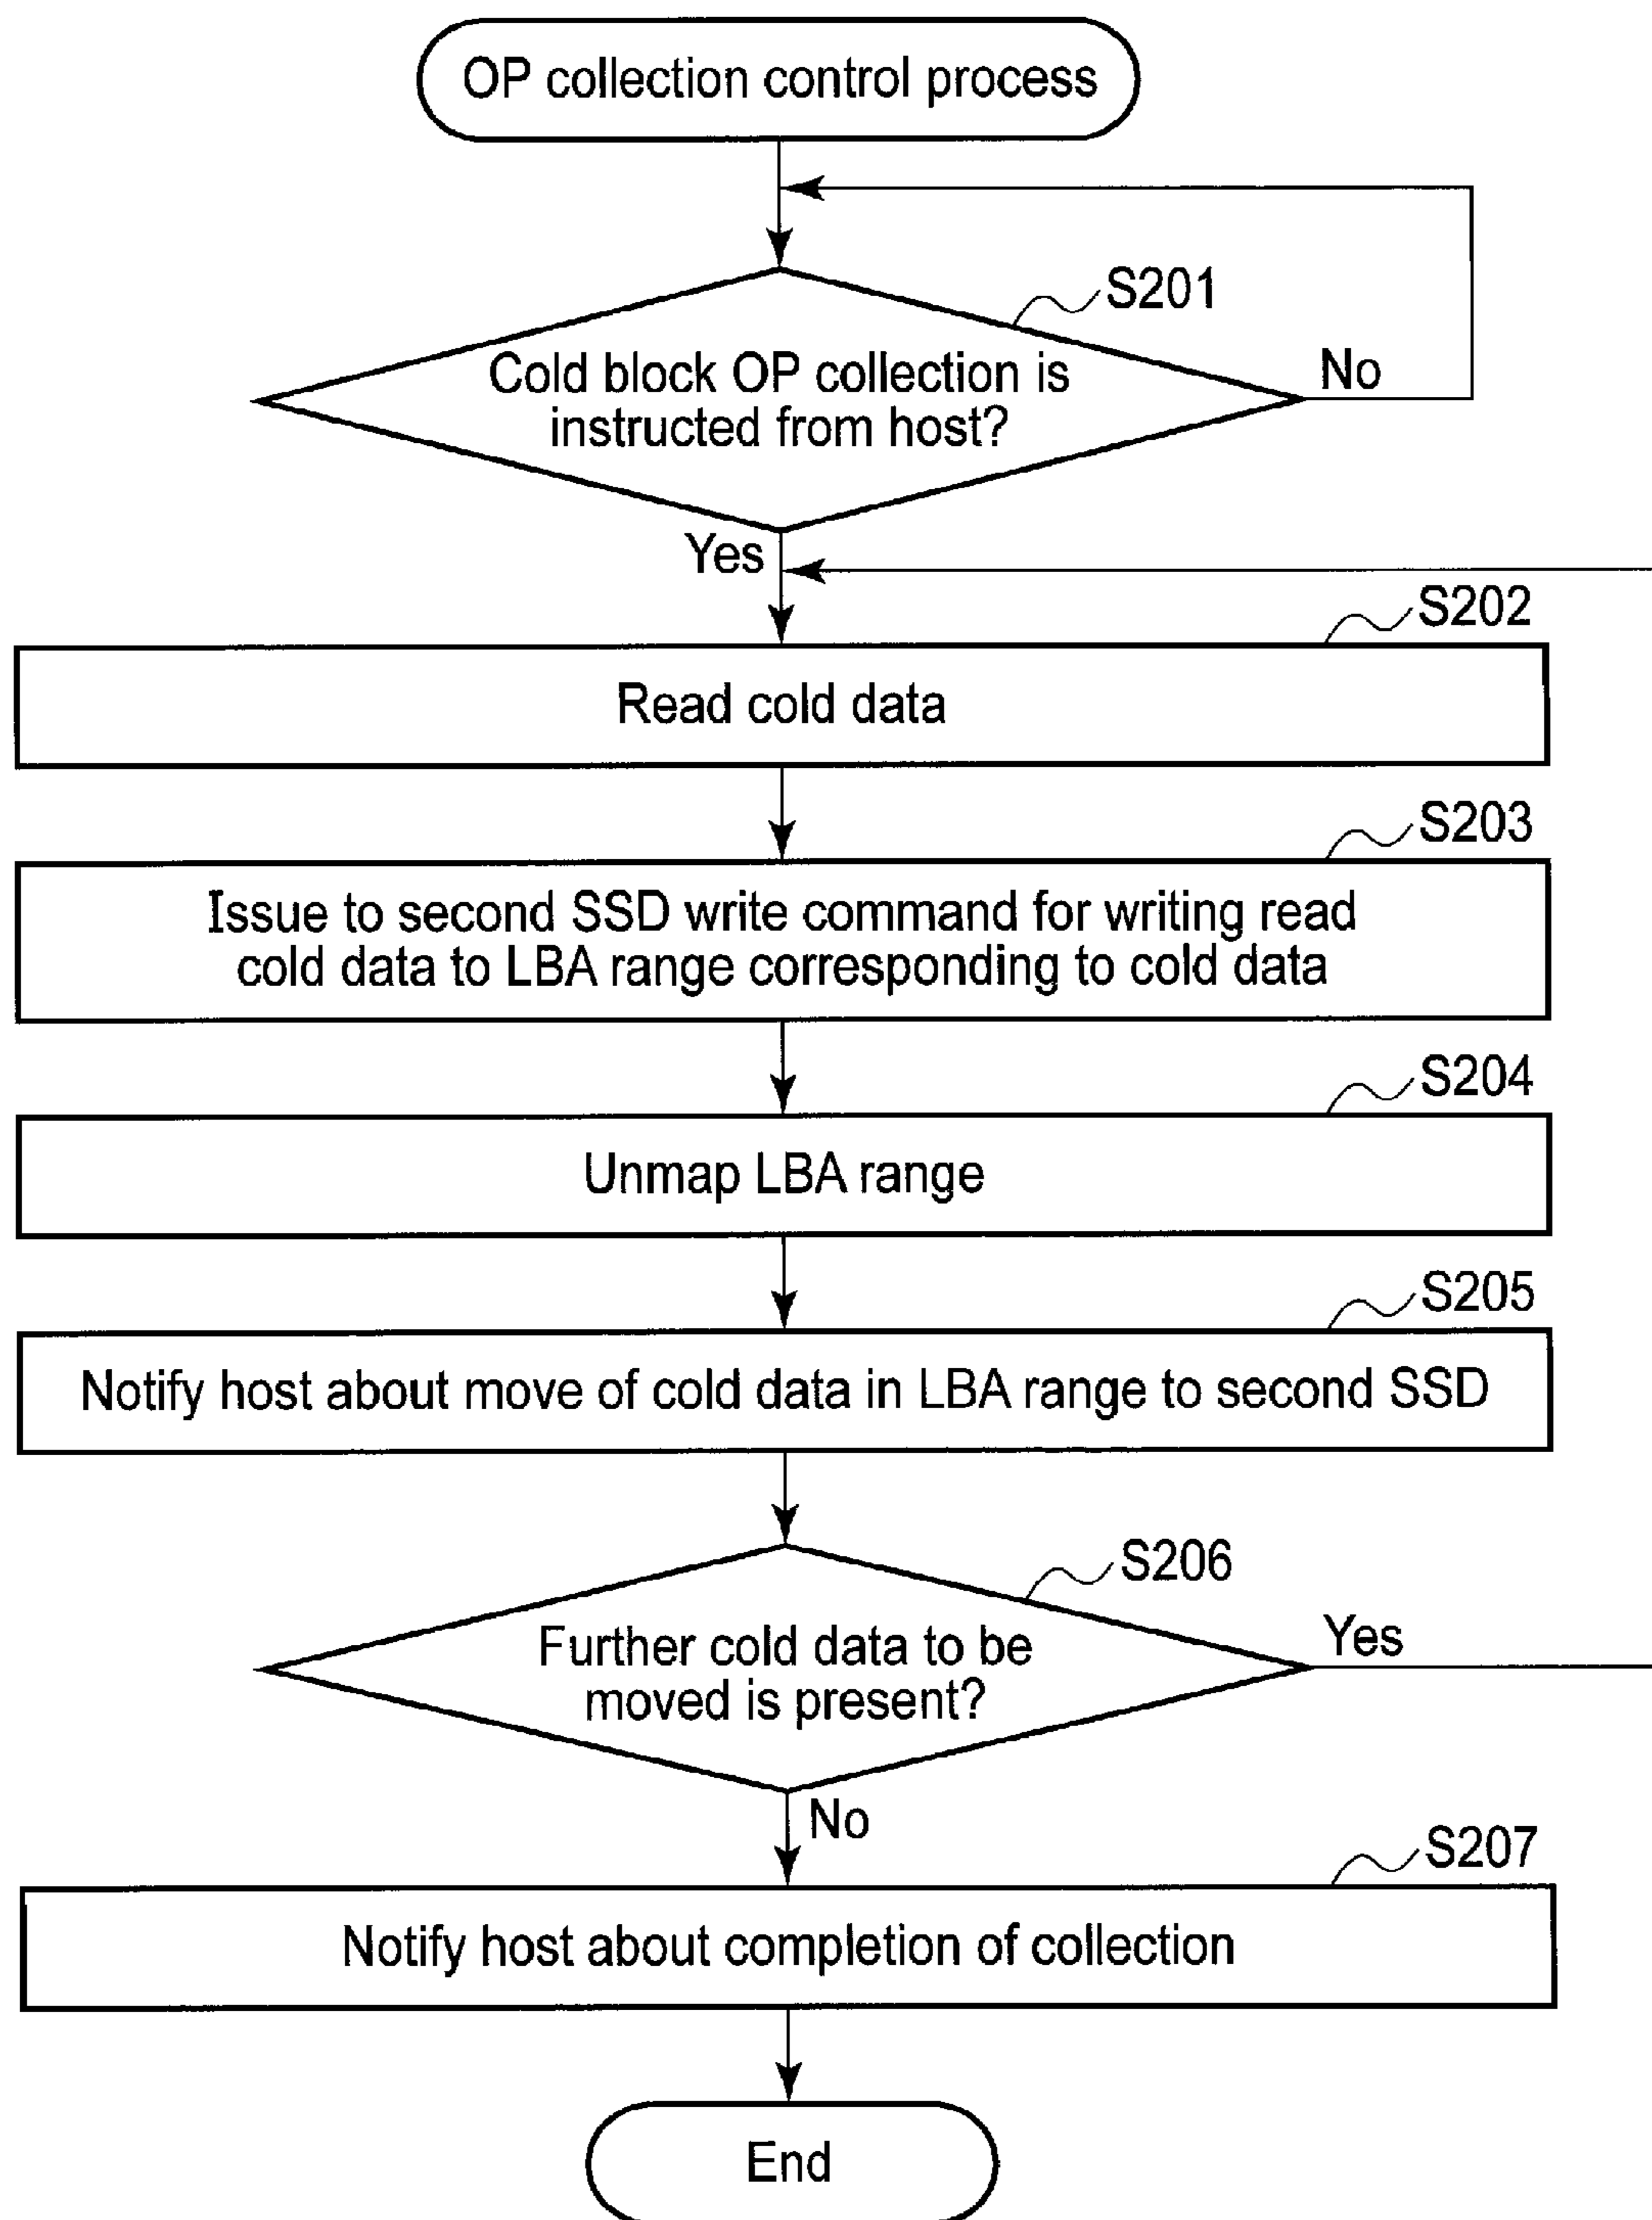 OP collection control process
S201
Cold block OP collection is
instructed from host?
No
Yes
S202
Read cold data
S203
Issue to second SSD write command for writing read
cold data to LBA range corresponding to cold data
S204
Unmap LBA range
S205
Notify host about move of cold data in LBA range to second SSD
S206
Further cold data to be
moved is present?
Yes
No
S207
Notify host about completion of collection
End